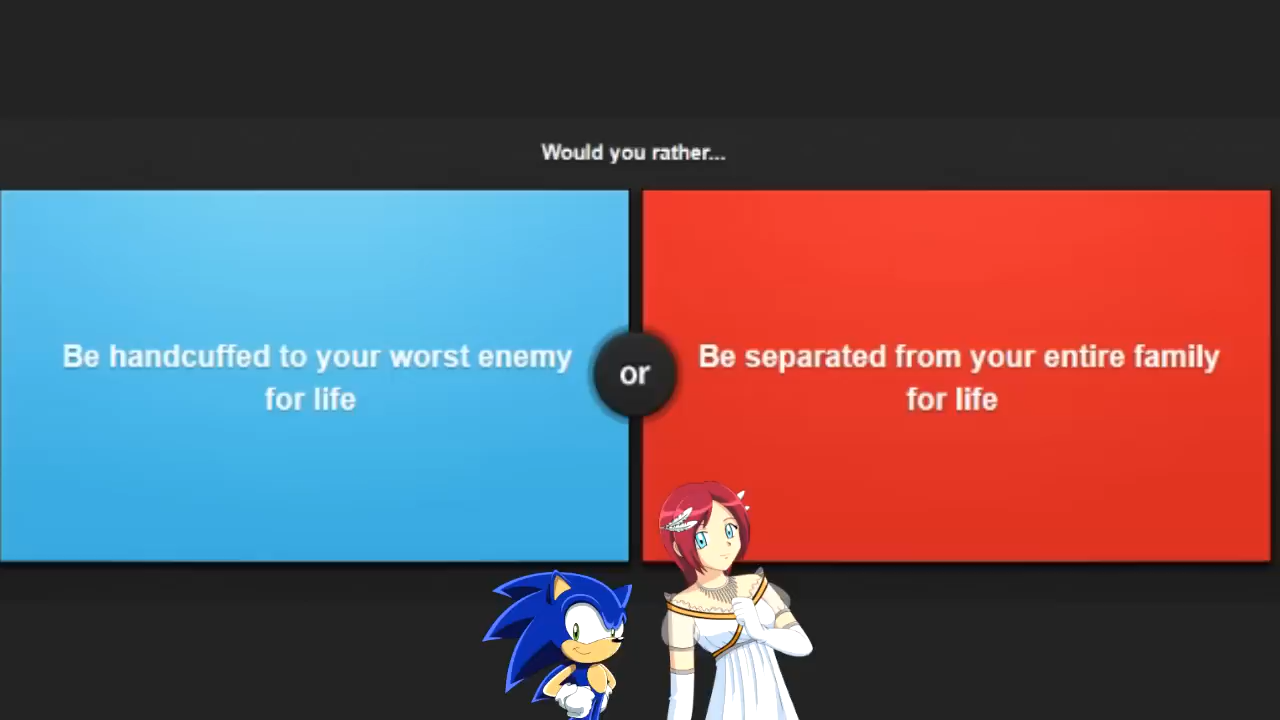 Would you rather...
Be handcuffed to your worst enemy
for life
or
Be separated from your entire family
for life